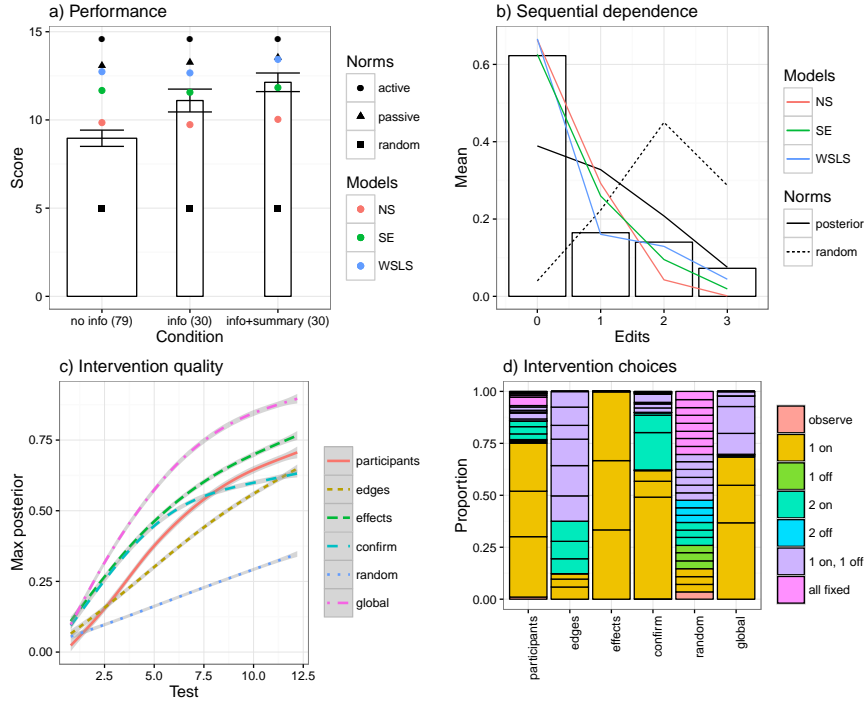 a) Performance
15
10
5
0
Score
no info (79)
info (30)
info+summary (30)
Condition
Norms
active
passive
random
Models
NS
SE
WSLS
b) Sequential dependence
0.6
0.4
0.2
0.0
Mean
0
1
2
3
Edits
Models
NS
SE
WSLS
Norms
posterior
random
c) Intervention quality
0.75
0.50
0.25
0.00
Max posterior
2.5
5.0
7.5
10.0
12.5
Test
participants
edges
effects
confirm
random
global
d) Intervention choices
1.00
0.75
0.50
0.25
0.00
Proportion
participants
edges
effects
confirm
random
global
observe
1 on
1 off
2 on
2 off
1 on, 1 off
all fixed